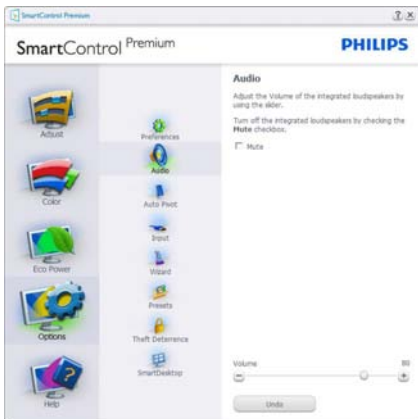 SmartControl Premium
SmartControl Premium
PHILIPS
Adjust
Color
Eco Power
Options
Help
Preferences
Audio
Auto Pivot
Input
Wizard
Presets
Theft Deterrence
SmartDesktop
Audio
Adjust the Volume of the integrated loudspeakers by
using the slider.
Turn off the integrated loudspeakers by checking the
Mute checkbox.
Mute
Volume
Undo